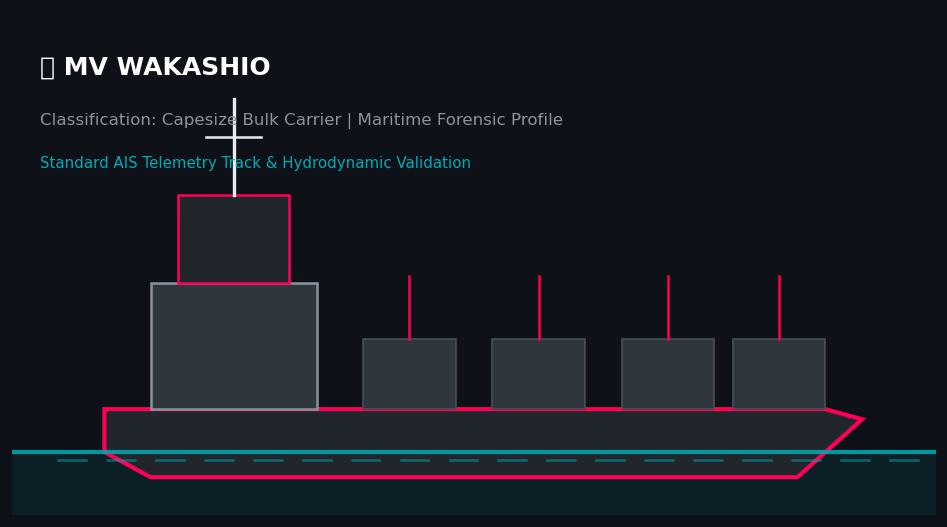 MV WAKASHIO
Classification: Capesize Bulk Carrier | Maritime Forensic Profile
Standard AIS Telemetry Track & Hydrodynamic Validation